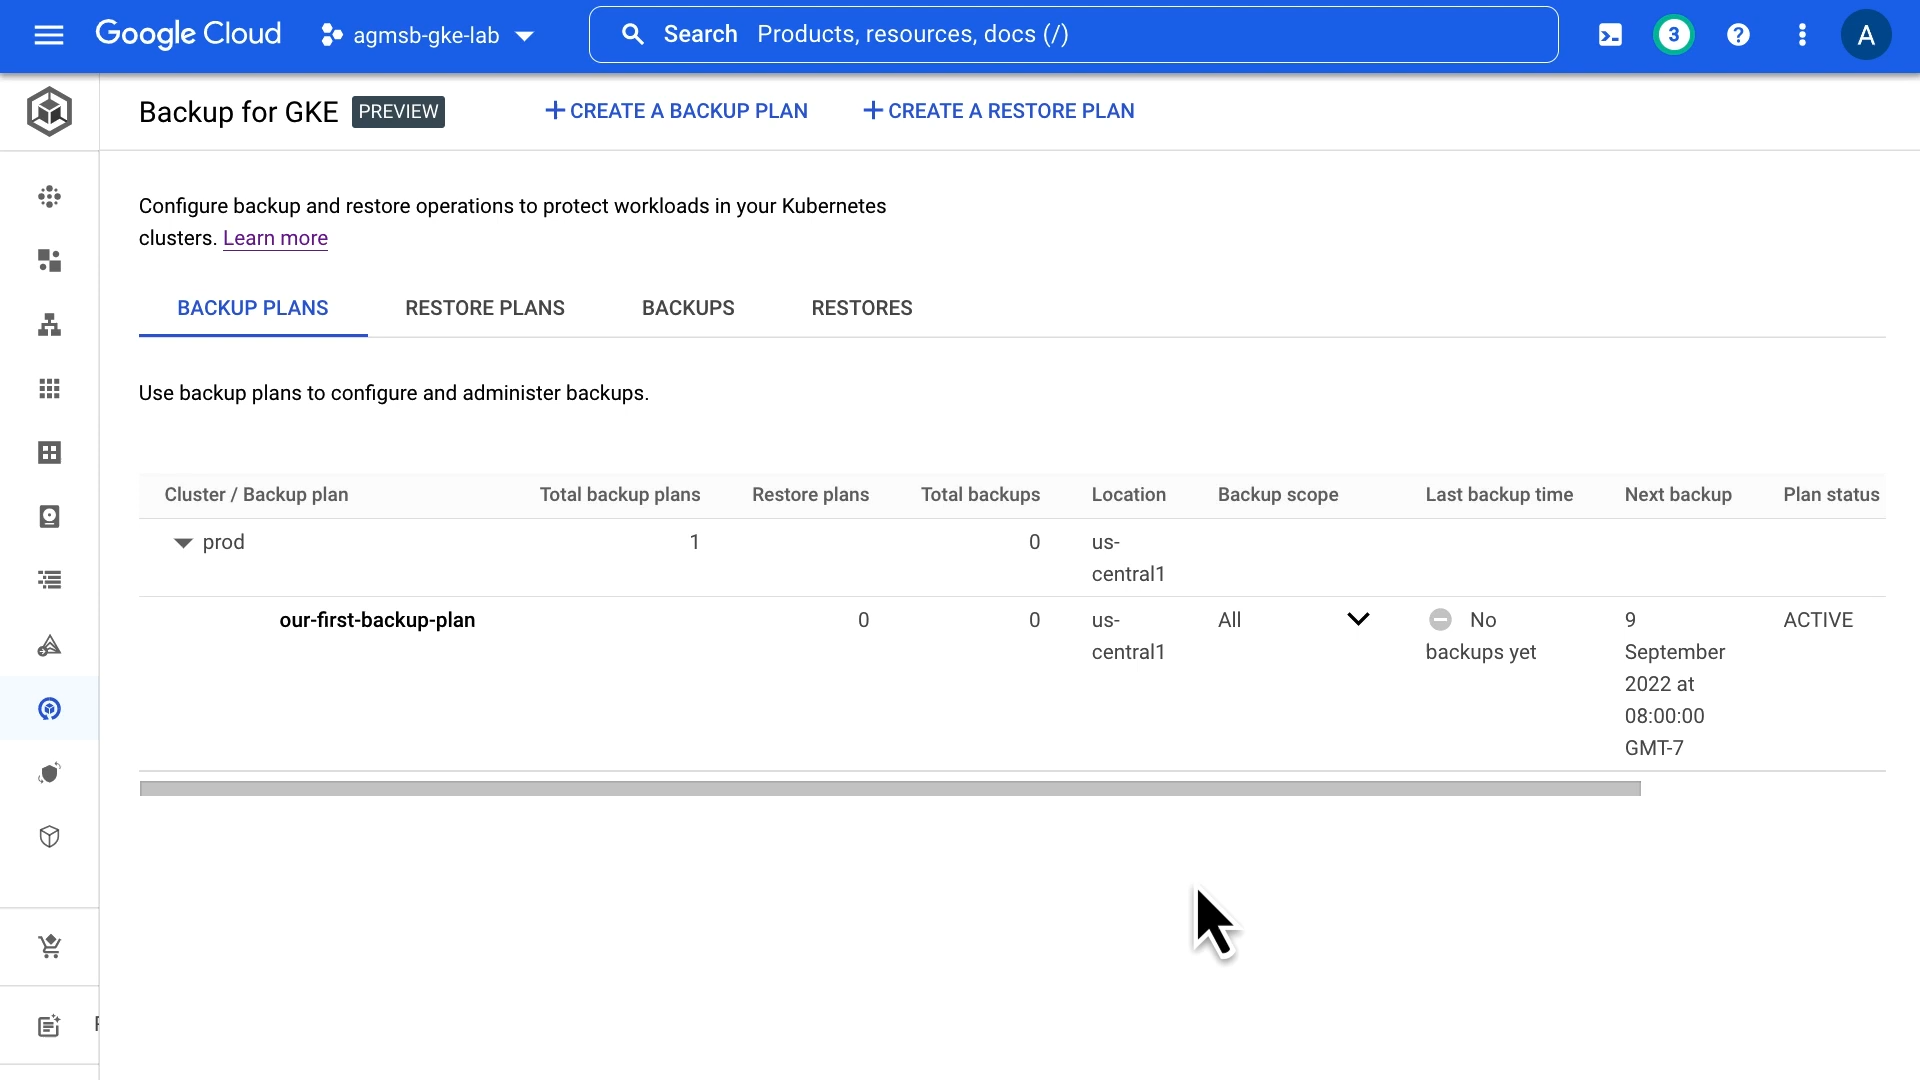 Google Cloud
agmsb-gke-lab
Search Products, resources, docs (/)
3
?
A
Backup for GKE PREVIEW
+ CREATE A BACKUP PLAN
+ CREATE A RESTORE PLAN
Configure backup and restore operations to protect workloads in your Kubernetes
clusters. Learn more
BACKUP PLANS RESTORE PLANS BACKUPS RESTORES
Use backup plans to configure and administer backups.
Cluster / Backup plan Total backup plans Restore plans Total backups Location Backup scope Last backup time Next backup Plan status
prod 1 0 us-
central1
our-first-backup-plan 0 0 us- All No 9 ACTIVE
central1 backups yet September
2022 at
08:00:00
GMT-7